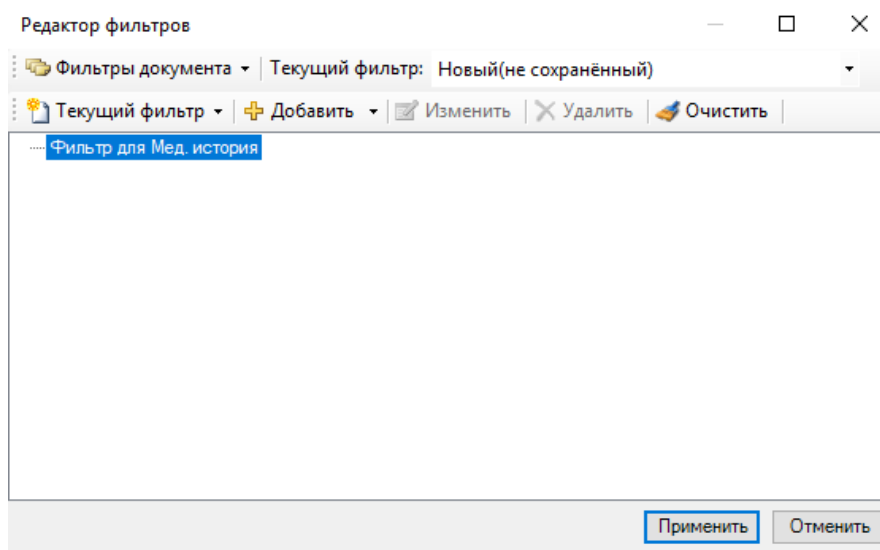 Редактор фильтров
Фильтры документа Текущий фильтр: Новый(не сохранённый)
Текущий фильтр Добавить Изменить Удалить Очистить
Фильтр для Мед. история
Применить Отменить